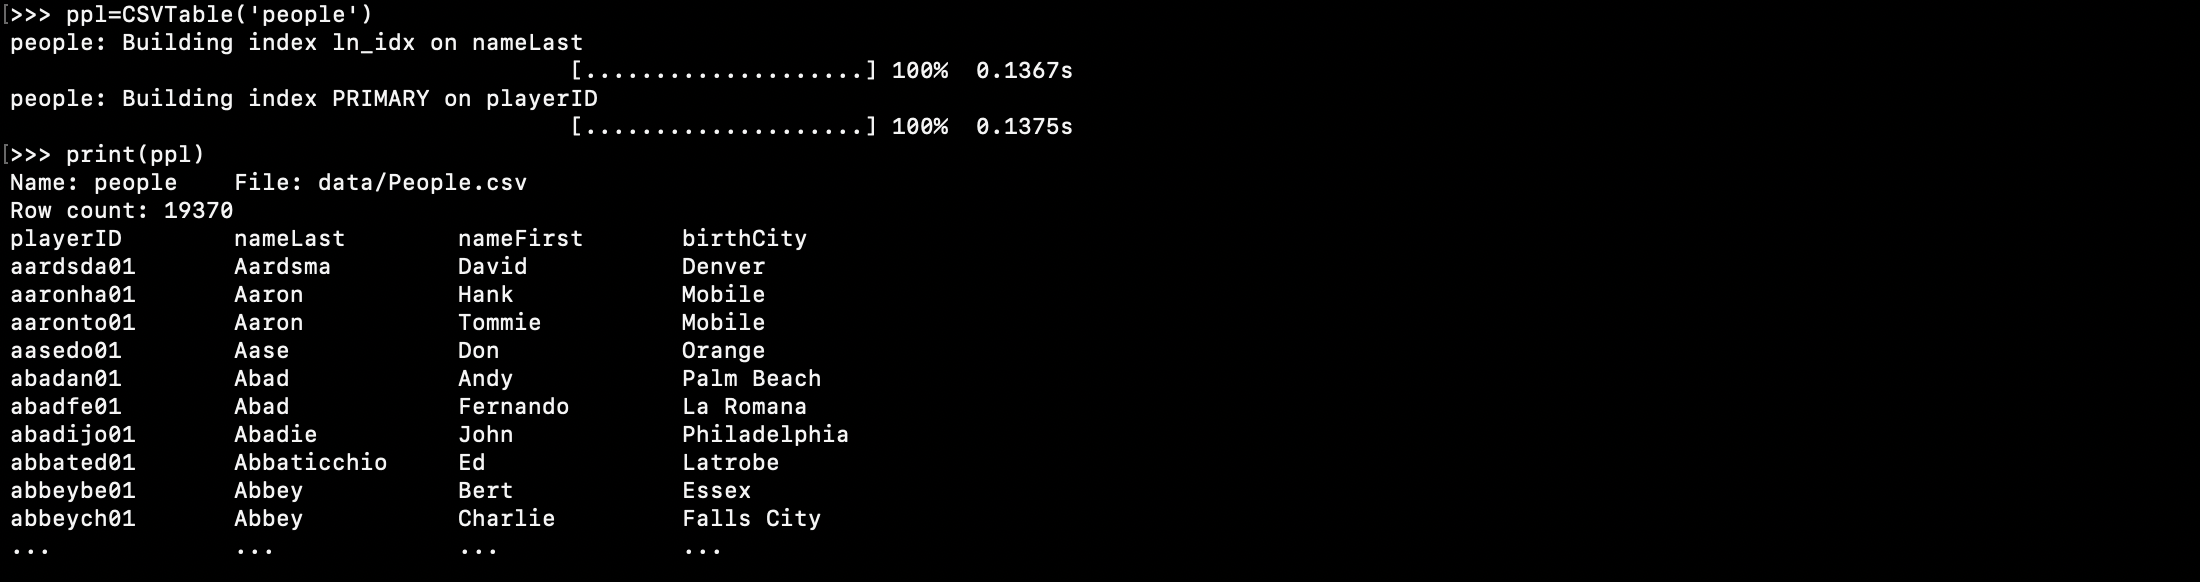 [>>> ppl=CSVTable('people')
people: Building index ln_idx on nameLast
[....................] 100%  0.1367s
people: Building index PRIMARY on playerID
[....................] 100%  0.1375s
[>>> print(ppl)
Name: people    File: data/People.csv
Row count: 19370
playerID        nameLast        nameFirst       birthCity
aardsda01       Aardsma         David           Denver
aaronha01       Aaron           Hank            Mobile
aaronto01       Aaron           Tommie          Mobile
aasedo01        Aase            Don             Orange
abadan01        Abad            Andy            Palm Beach
abadfe01        Abad            Fernando        La Romana
abadijo01       Abadie          John            Philadelphia
abbated01       Abbaticchio     Ed              Latrobe
abbeybe01       Abbey           Bert            Essex
abbeych01       Abbey           Charlie         Falls City
...             ...             ...             ...